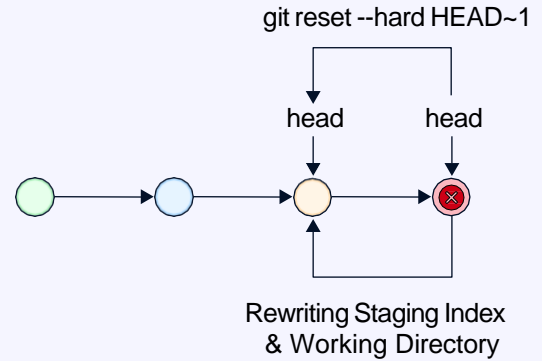 git reset --hard HEAD~1
head head
Rewriting Staging Index
& Working Directory